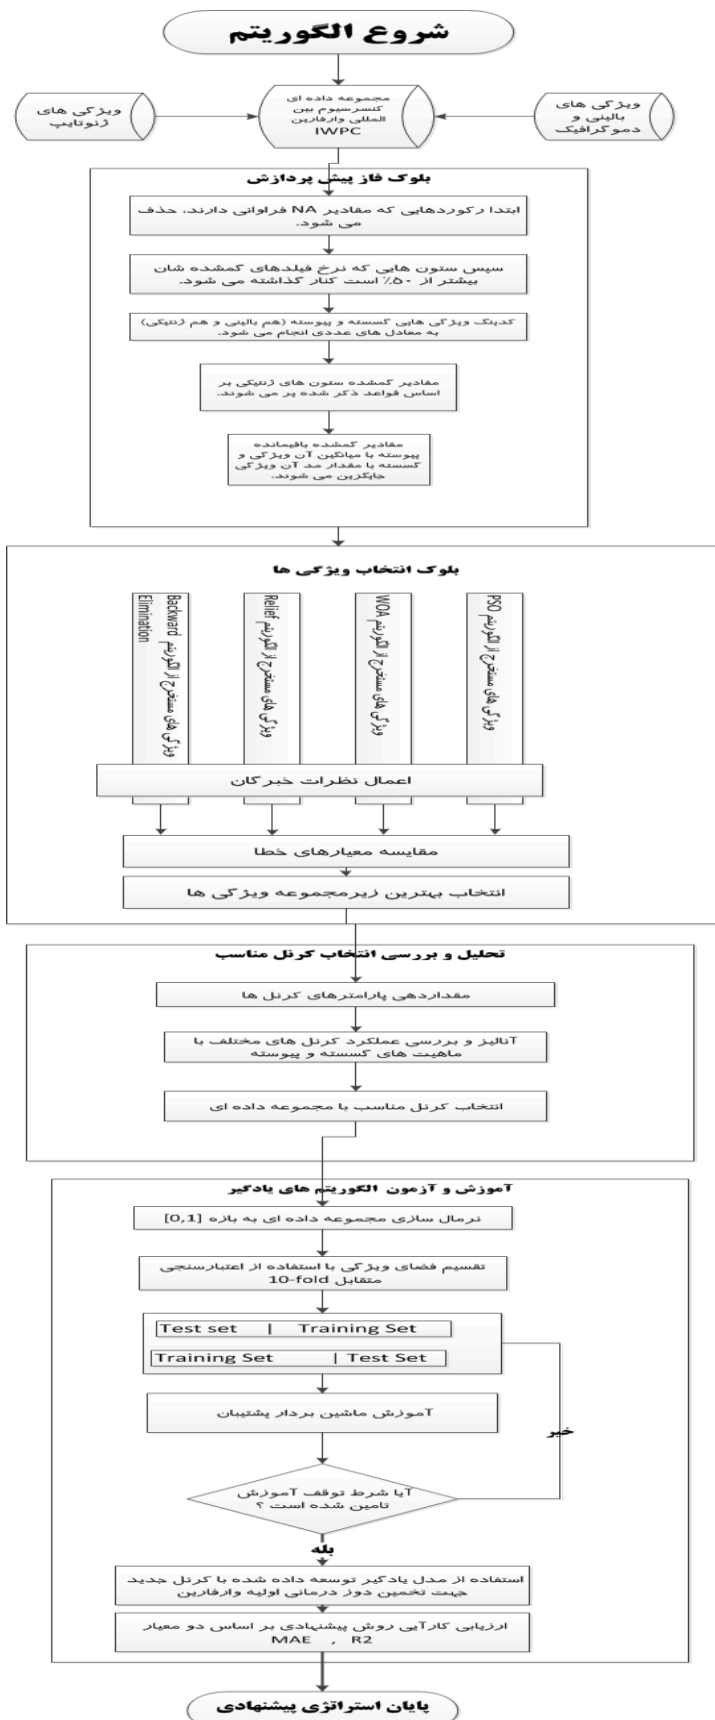 شروع الگوریتم
ویژگی های
بالینی و
دموگرافیک
مجموعه داده ای
کنسرسیوم بین
المللی وارفارین
IWPC
ویژگی های
ژنوتایپ
بلوک فاز پیش پردازش
ابتدا رکوردهایی که مقادیر NA فراوانی دارند، حذف
می شود.
سپس ستون هایی که نرخ فیلدهای گمشده شان
بیشتر از ۵۰٪ است کنار گذاشته می شود.
کدینگ ویژگی هایی گسسته و پیوسته (هم بالینی و هم ژنتیکی)
به معادل های عددی انجام می شود.
مقادیر گمشده ستون های ژنتیکی بر
اساس قواعد ذکر شده پر می شوند.
مقادیر گمشده باقیمانده
پیوسته با میانگین آن ویژگی و
گسسته با مقدار مد آن ویژگی
جایگزین می شوند.
بلوک انتخاب ویژگی ها
ویژگی های مستخرج از الگوریتم PSO
ویژگی های مستخرج از الگوریتم WOA
ویژگی های مستخرج از الگوریتم Relief
ویژگی های مستخرج از الگوریتم Backward
Elimination
اعمال نظرات خبرگان
مقایسه معیارهای خطا
انتخاب بهترین زیرمجموعه ویژگی ها
تحلیل و بررسی انتخاب کرنل مناسب
مقداردهی پارامترهای کرنل ها
آنالیز و بررسی عملکرد کرنل های مختلف با
ماهیت های گسسته و پیوسته
انتخاب کرنل مناسب با مجموعه داده ای
آموزش و آزمون الگوریتم های یادگیر
نرمال سازی مجموعه داده ای به بازه [0,1]
تقسیم فضای ویژگی با استفاده از اعتبارسنجی
متقابل 10-fold
Test set | Training Set
Training Set | Test Set
آموزش ماشین بردار پشتیبان
خیر
آیا شرط توقف آموزش
تامین شده است ؟
بله
استفاده از مدل یادگیر توسعه داده شده با کرنل جدید
جهت تخمین دوز درمانی اولیه وارفارین
ارزیابی کارآیی روش پیشنهادی بر اساس دو معیار
MAE , R2
پایان استراتژی پیشنهادی